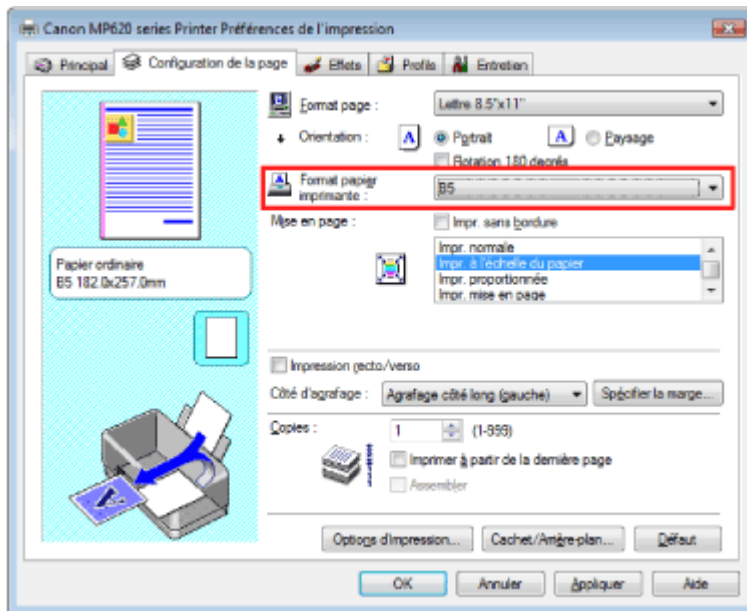 Canon MP620 series Printer Préférences de l'impression
Principal Configuration de la page Effets Profils Entretien
Format page : Lettre 8.5"x11"
Orientation : A Portrait A Paysage
Rotation 180 degrés
Format papier
imprimante : B5
Mise en page : Impr. sans bordure
Impr. normale
Impr. à l'échelle du papier
Impr. proportionnée
Impr. mise en page
Papier ordinaire
B5 182.0x257.0mm
Impression recto/verso
Côté d'agrafage : Agrafage côté long (gauche) Spécifier la marge...
Copies : 1 (1-999)
Imprimer à partir de la dernière page
Assembler
Options d'impression... Cachet/Arrière-plan... Défaut
OK Annuler Appliquer Aide